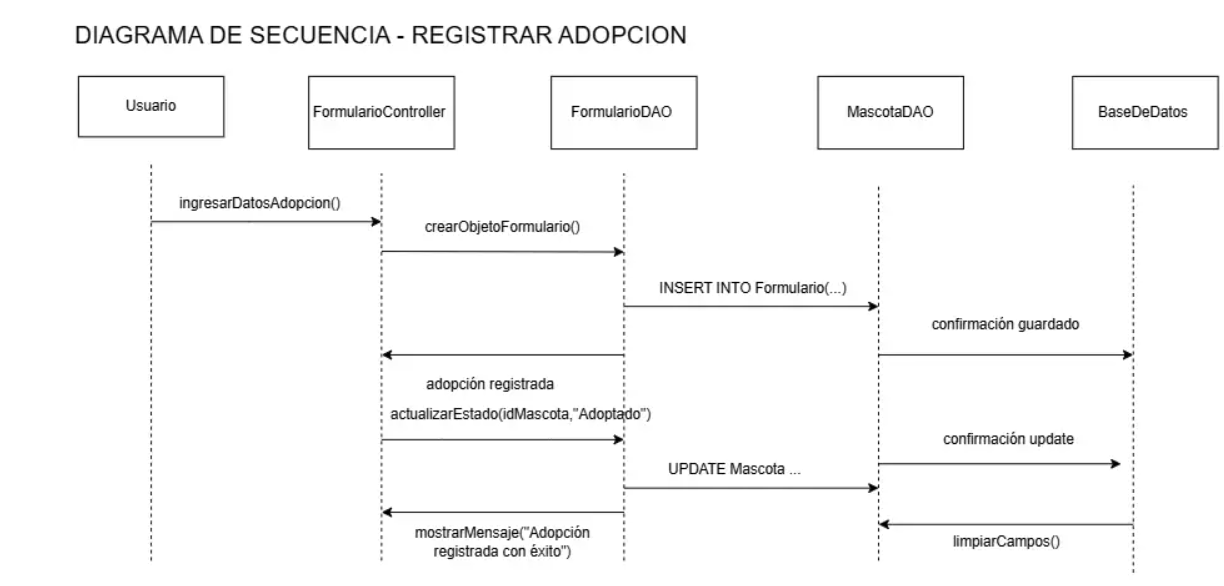 DIAGRAMA DE SECUENCIA - REGISTRAR ADOPCION
Usuario
FormularioController
FormularioDAO
MascotaDAO
BaseDeDatos
ingresarDatosAdopcion()
crearObjetoFormulario()
INSERT INTO Formulario(...)
confirmación guardado
adopción registrada
actualizarEstado(idMascota,"Adoptado")
confirmación update
UPDATE Mascota ...
mostrarMensaje("Adopción
registrada con éxito")
limpiarCampos()